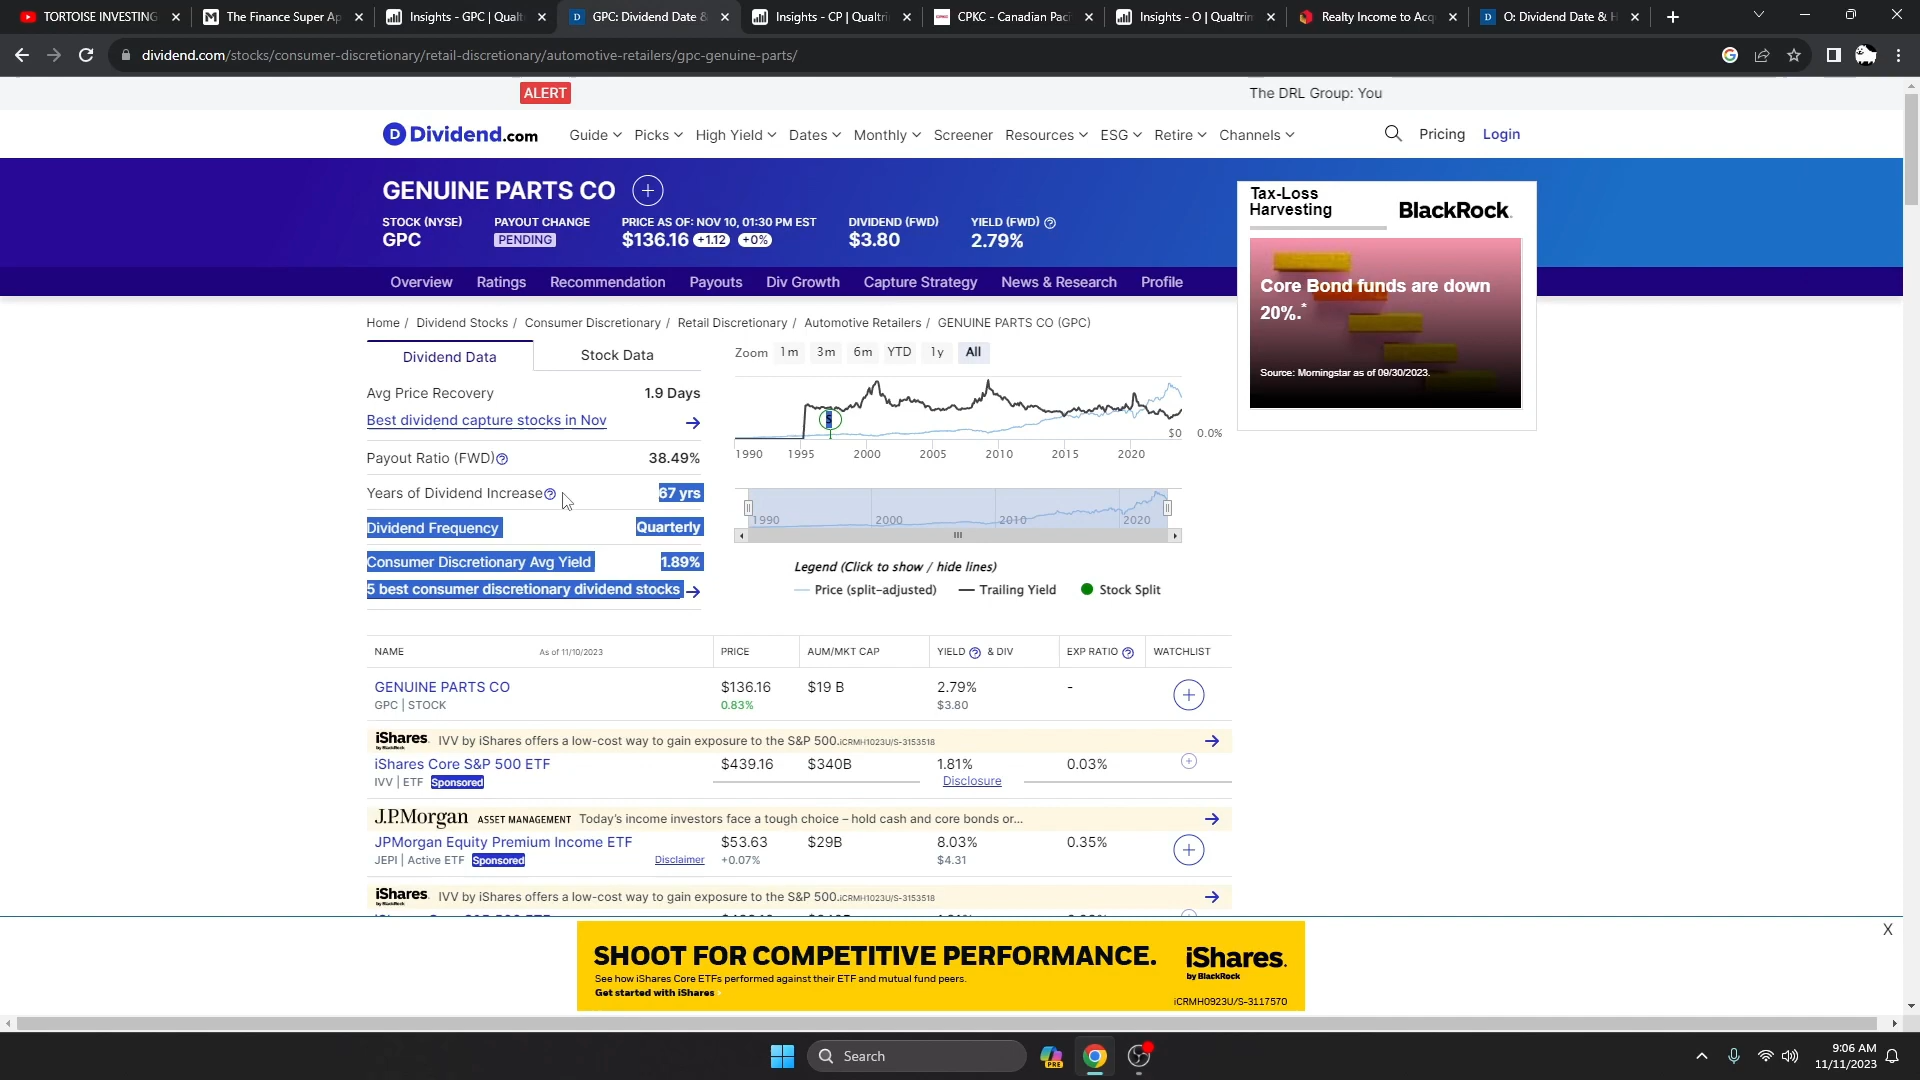 TORTOISE INVESTING
The Finance Super Ap
Insights - GPC | Qualt
GPC: Dividend Date &
Insights - CP | Qualtri
CPKC - Canadian Paci
Insights - O | Qualtrim
Realty Income to Acq
O: Dividend Date & H
dividend.com/stocks/consumer-discretionary/retail-discretionary/automotive-retailers/gpc-genuine-parts/
ALERT
The DRL Group: You
D Dividend.com
Guide Picks High Yield Dates Monthly Screener Resources ESG Retire Channels
Pricing Login
GENUINE PARTS CO
STOCK (NYSE) PAYOUT CHANGE PRICE AS OF: NOV 10, 01:30 PM EST DIVIDEND (FWD) YIELD (FWD)
GPC PENDING $136.16 +1.12 +0% $3.80 2.79%
Overview Ratings Recommendation Payouts Div Growth Capture Strategy News & Research Profile
Tax-Loss
Harvesting
BlackRock.
Core Bond funds are down
20%.*
Source: Morningstar as of 09/30/2023.
Home / Dividend Stocks / Consumer Discretionary / Retail Discretionary / Automotive Retailers / GENUINE PARTS CO (GPC)
Dividend Data Stock Data
Avg Price Recovery 1.9 Days
Best dividend capture stocks in Nov
Payout Ratio (FWD) 38.49%
Years of Dividend Increase 67 yrs
Dividend Frequency Quarterly
Consumer Discretionary Avg Yield 1.89%
5 best consumer discretionary dividend stocks
Zoom 1m 3m 6m YTD 1y All
S
$0 0.0%
1990 1995 2000 2005 2010 2015 2020
1990 2000 2010 2020
Legend (Click to show / hide lines)
Price (split-adjusted) Trailing Yield Stock Split
NAME As of 11/10/2023 PRICE AUM/MKT CAP YIELD & DIV EXP RATIO WATCHLIST
GENUINE PARTS CO $136.16 $19 B 2.79% -
GPC | STOCK 0.83% $3.80
iShares. by BlackRock IVV by iShares offers a low-cost way to gain exposure to the S&P 500.iCRMH1023U/S-3153518
iShares Core S&P 500 ETF $439.16 $340B 1.81% 0.03%
IVV | ETF Sponsored Disclosure
J.P.Morgan ASSET MANAGEMENT Today's income investors face a tough choice – hold cash and core bonds or...
JPMorgan Equity Premium Income ETF $53.63 $29B 8.03% 0.35%
JEPI | Active ETF Sponsored Disclaimer +0.07% $4.31
iShares. by BlackRock IVV by iShares offers a low-cost way to gain exposure to the S&P 500.iCRMH1023U/S-3153518
X
SHOOT FOR COMPETITIVE PERFORMANCE.
See how iShares Core ETFs performed against their ETF and mutual fund peers.
Get started with iShares
iShares.
by BlackRock
iCRMH0923U/S-3117570
Search
PRE
9:06 AM
11/11/2023